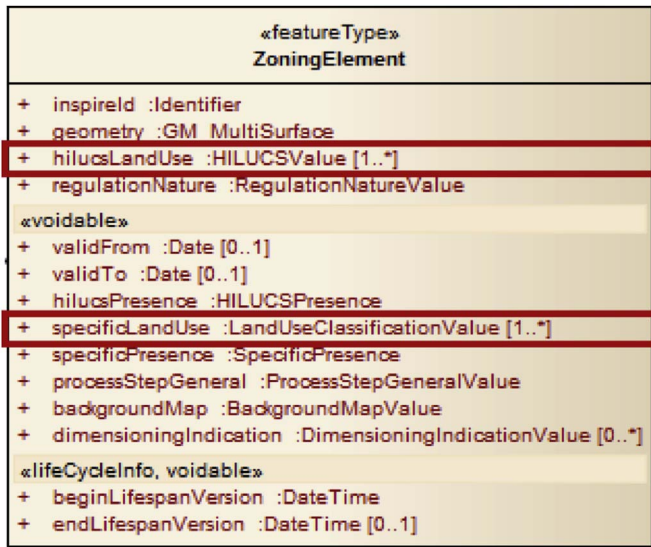 «featureType»
ZoningElement
+ inspireId :Identifier
+ geometry :GM_MultiSurface
+ hilucsLandUse :HILUCSValue [1..*]
+ regulationNature :RegulationNatureValue
«voidable»
+ validFrom :Date [0..1]
+ validTo :Date [0..1]
+ hilucsPresence :HILUCSPresence
+ specificLandUse :LandUseClassificationValue [1..*]
+ specificPresence :SpecificPresence
+ processStepGeneral :ProcessStepGeneralValue
+ backgroundMap :BackgroundMapValue
+ dimensioningIndication :DimensioningIndicationValue [0..*]
«lifeCycleInfo, voidable»
+ beginLifespanVersion :DateTime
+ endLifespanVersion :DateTime [0..1]